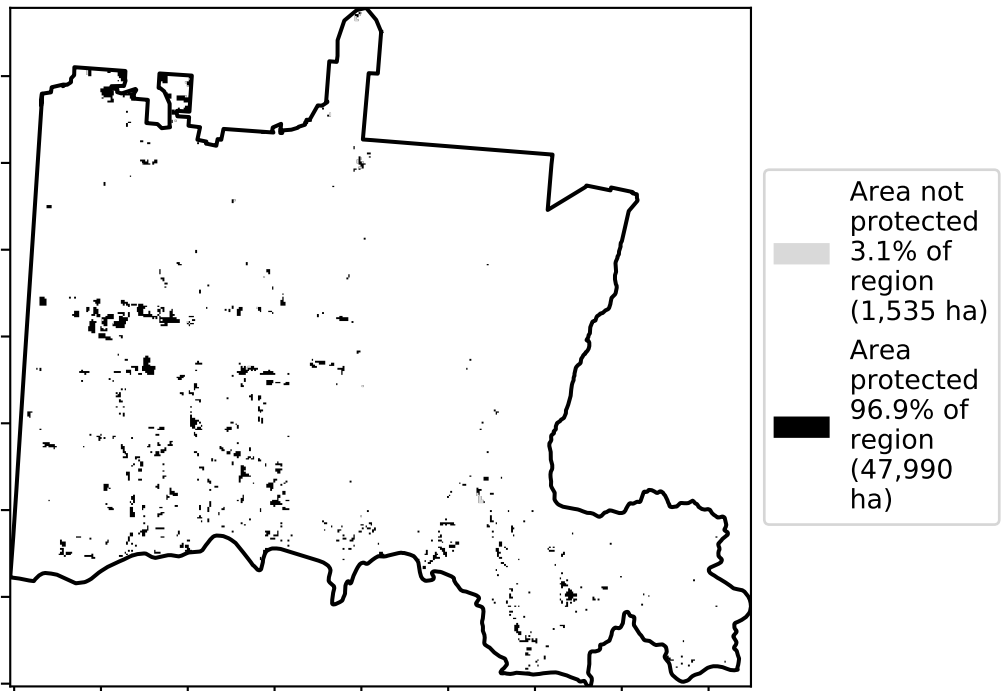 Area not
protected
3.1% of
region
(1,535 ha)
Area
protected
96.9% of
region
(47,990
ha)